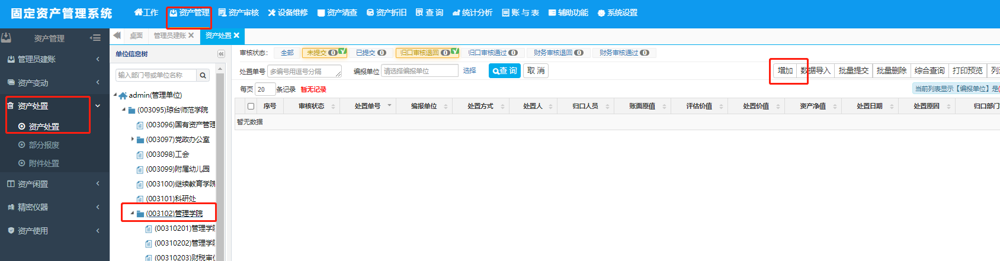 固定资产管理系统 工作 资产管理 资产审核 设备维修 资产清查 资产折旧 查 询 统计分析 账 与 表 辅助功能 系统设置
资产管理
桌面 管理员建账 资产处置
管理员建账
资产变动
资产处置
资产处置
部分报废
附件处置
资产闲置
精密仪器
资产使用
单位信息树
输入部门号或单位名称
admin(管理单位)
(003095)琼台师范学院
(003096)国有资产管理
(003097)党政办公室
(003098)工会
(003099)附属幼儿园
(003100)继续教育学院
(003101)科研处
(003102)管理学院
(00310201)管理学
(00310202)管理学
(00310203)财税审
审核状态: 全部 未提交 0 √ 已提交 0 归口审核退回 0 √ 归口审核通过 0 财务审核退回 0 财务审核通过 0
处置单号 多编号用逗号分隔 编报单位 请选择编报单位 选择 查 询 取 消 增加 数据导入 批量提交 批量删除 综合查询 打印预览
每页 20 条记录 暂无记录 当前列表显示【编报单位】是
序号 审核状态 处置单号 编报单位 处置方式 处置人 归口人员 账面原值 评估价值 处置价值 资产净值 处置日期 处置原因 归口部门
暂无数据